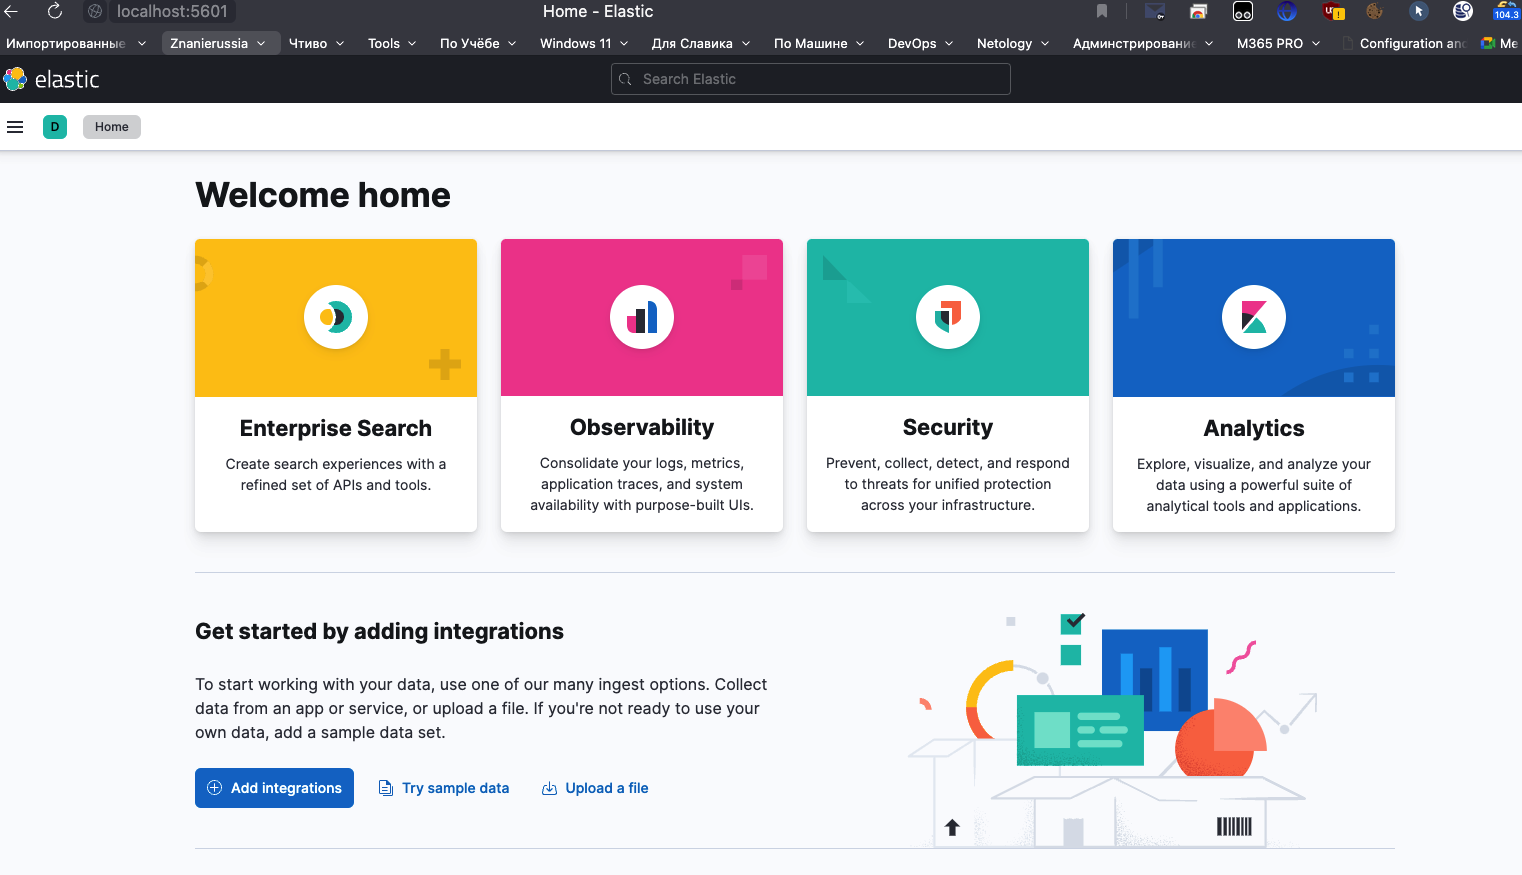 localhost:5601
Home - Elastic
104.3
Импортированные
Znanierussia
Чтиво
Tools
По Учёбе
Windows 11
Для Славика
По Машине
DevOps
Netology
Админстрирование
M365 PRO
Configuration and
Me
elastic
Search Elastic
D
Home
Welcome home
Enterprise Search
Create search experiences with a
refined set of APIs and tools.
Observability
Consolidate your logs, metrics,
application traces, and system
availability with purpose-built UIs.
Security
Prevent, collect, detect, and respond
to threats for unified protection
across your infrastructure.
Analytics
Explore, visualize, and analyze your
data using a powerful suite of
analytical tools and applications.
Get started by adding integrations
To start working with your data, use one of our many ingest options. Collect
data from an app or service, or upload a file. If you're not ready to use your
own data, add a sample data set.
Add integrations
Try sample data
Upload a file